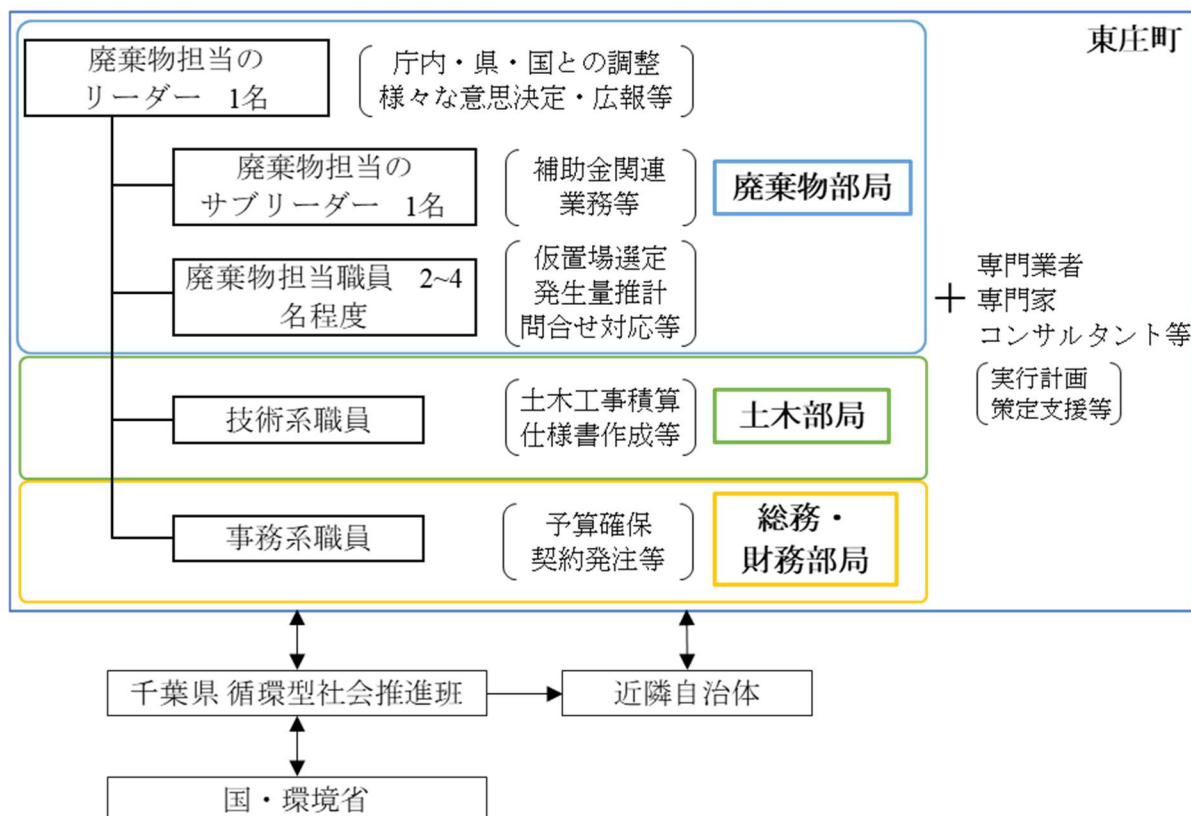 東庄町
廃棄物担当の
リーダー　1名
庁内・県・国との調整
様々な意思決定・広報等
廃棄物担当の
サブリーダー　1名
補助金関連
業務等
廃棄物部局
廃棄物担当職員　2~4
名程度
仮置場選定
発生量推計
問合せ対応等
＋
専門業者
専門家
コンサルタント等
実行計画
策定支援等
技術系職員
土木工事積算
仕様書作成等
土木部局
事務系職員
予算確保
契約発注等
総務・
財務部局
千葉県 循環型社会推進班
近隣自治体
国・環境省